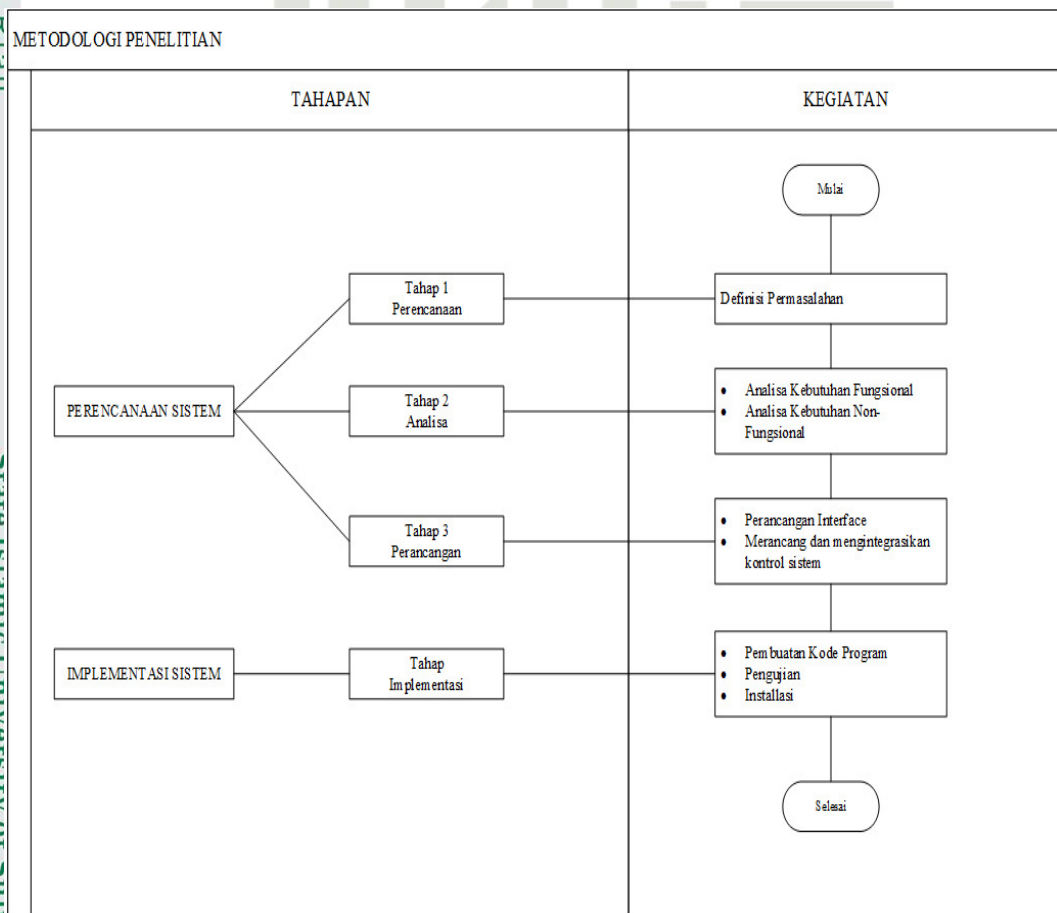 METODOLOGI PENELITIAN
TAHAPAN
KEGIATAN
Mulai
Tahap 1
Perencanaan
Definisi Permasalahan
PERENCANAAN SISTEM
Tahap 2
Analisa
• Analisa Kebutuhan Fungsional
• Analisa Kebutuhan Non-
Fungsional
Tahap 3
Perancangan
• Perancangan Interface
• Merancang dan mengintegrasikan
kontrol sistem
IMPLEMENTASI SISTEM
Tahap
Implementasi
• Pembuatan Kode Program
• Pengujian
• Installasi
Selesai